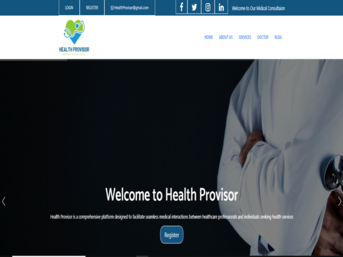 LOGIN REGISTER HealthProvisor@gmail.com Welcome to Our Medical Consultation
HEALTH PROVISOR
HOME ABOUT US SERVICES DOCTOR BLOG
Welcome to Health Provisor
Health Provisor is a comprehensive platform designed to facilitate seamless medical interactions between healthcare professionals and individuals seeking health services
Register